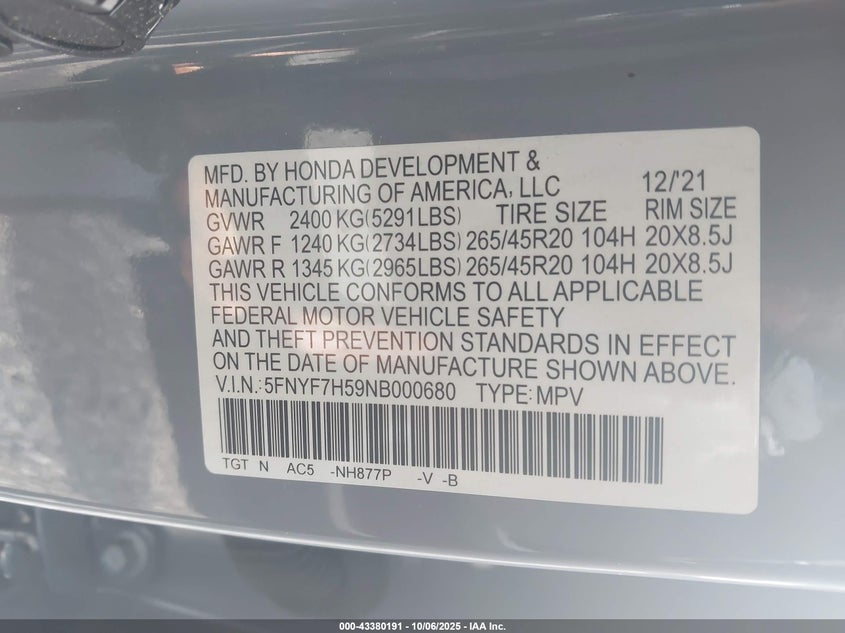 MFD. BY HONDA DEVELOPMENT &
MANUFACTURING OF AMERICA, LLC 12/'21
GVWR 2400 KG(5291LBS) TIRE SIZE RIM SIZE
GAWR F 1240 KG(2734LBS) 265/45R20 104H 20X8.5J
GAWR R 1345 KG(2965LBS) 265/45R20 104H 20X8.5J
THIS VEHICLE CONFORMS TO ALL APPLICABLE
FEDERAL MOTOR VEHICLE SAFETY
AND THEFT PREVENTION STANDARDS IN EFFECT
ON THE DATE OF MANUFACTURE SHOWN ABOVE.
V.I.N.:5FNYF7H59NB000680 TYPE:MPV
TGT N AC5 -NH877P -V -B
000-43380191 - 10/06/2025 - IAA Inc.